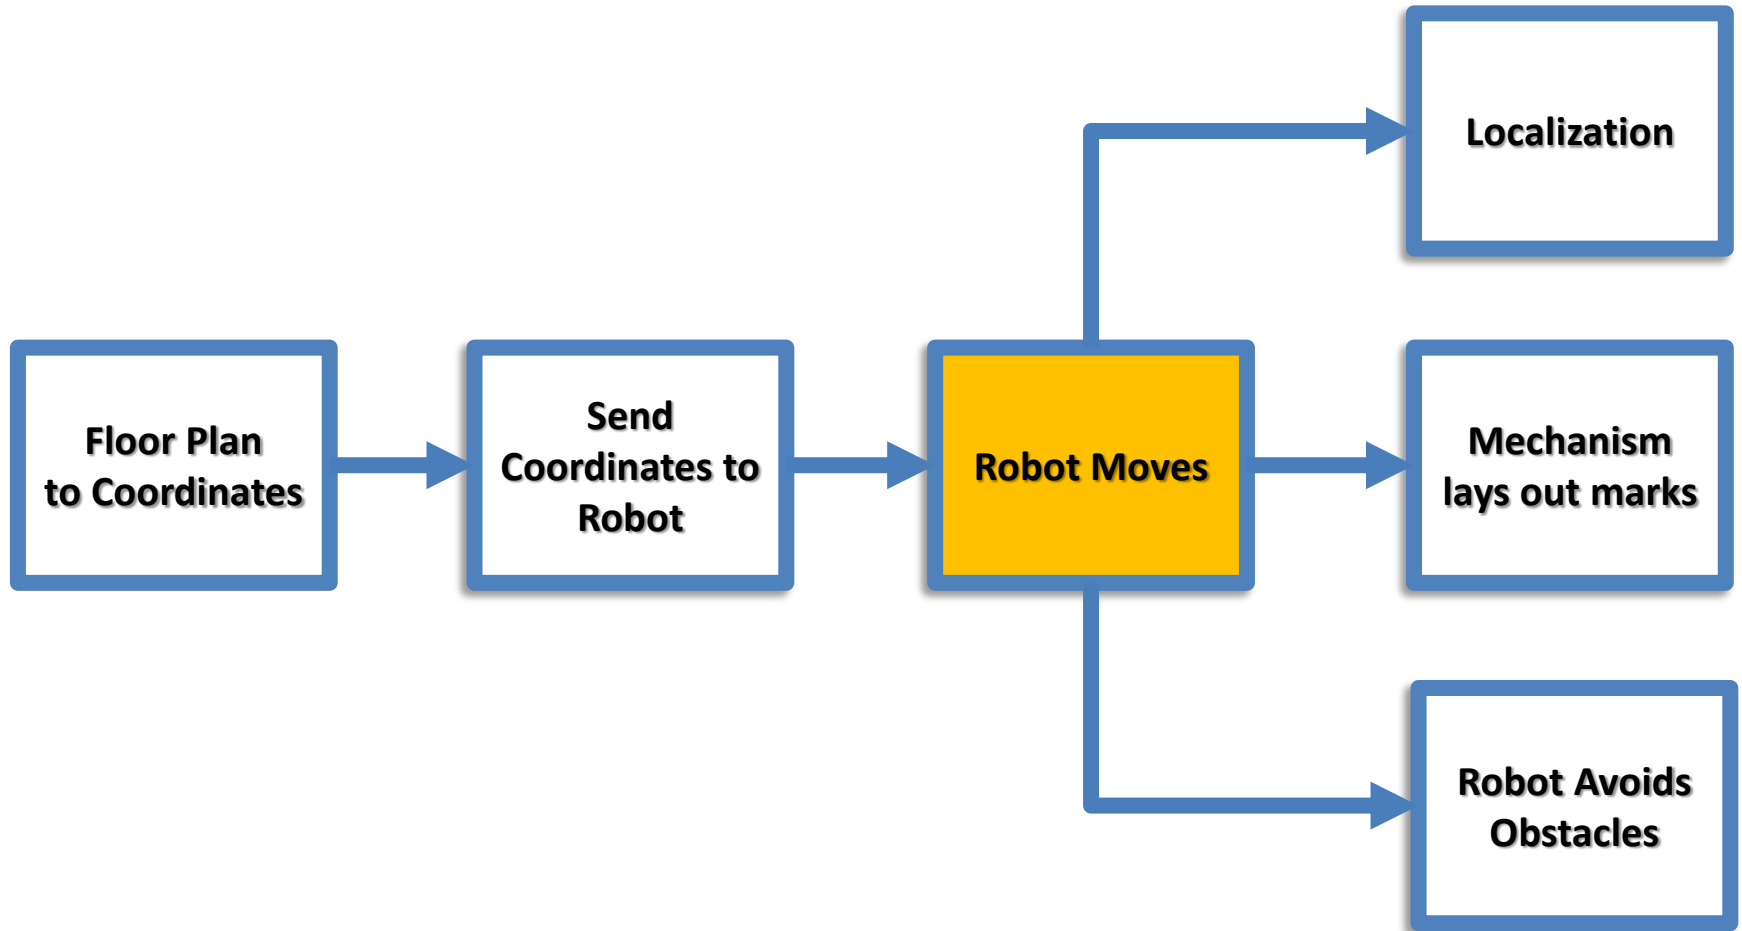 Localization
Floor Plan
to Coordinates
Send
Coordinates to
Robot
Robot Moves
Mechanism
lays out marks
Robot Avoids
Obstacles